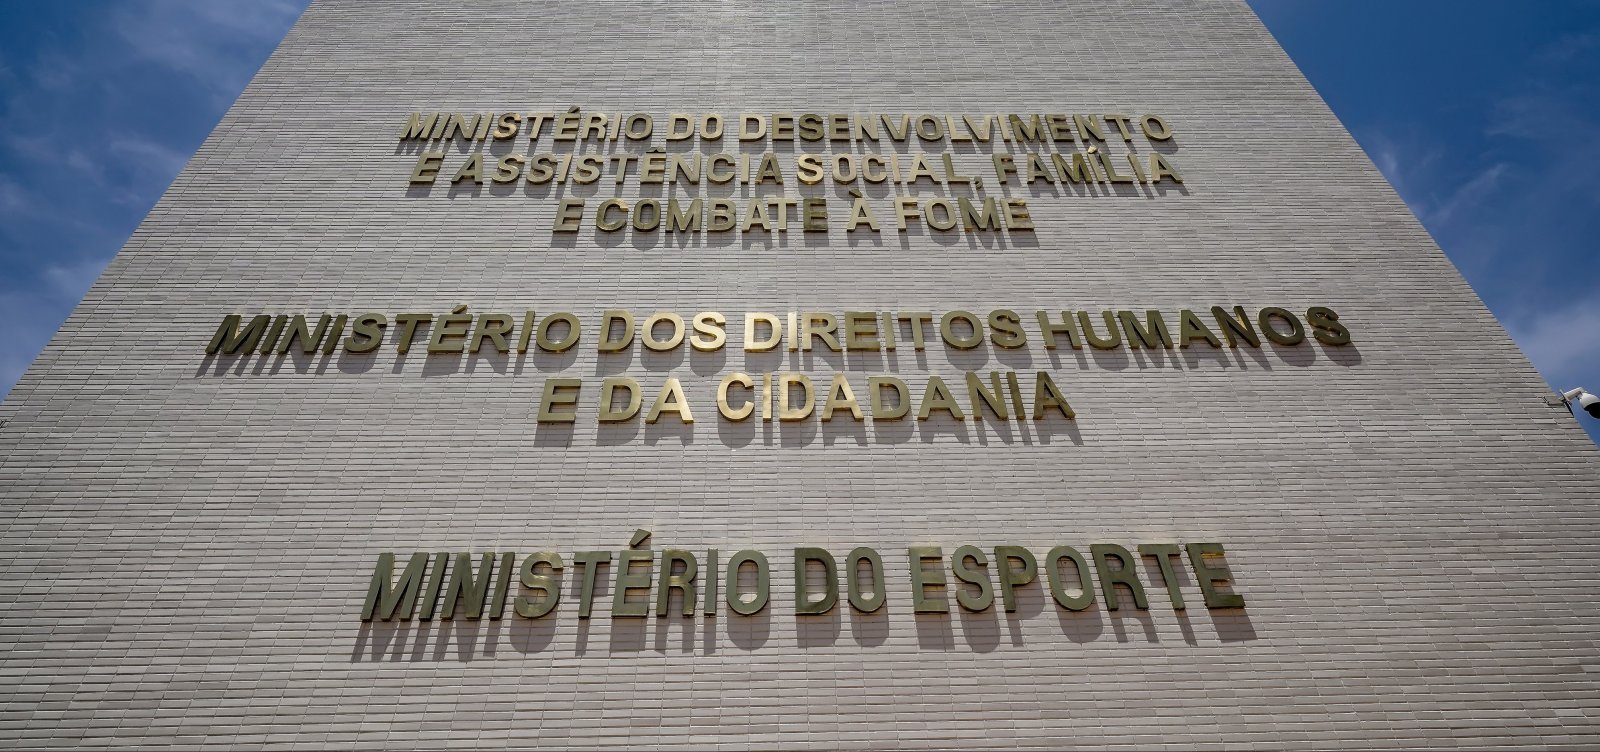 MINISTÉRIO DO DESENVOLVIMENTO
E ASSISTÊNCIA SOCIAL, FAMÍLIA
E COMBATE À FOME
MINISTÉRIO DOS DIREITOS HUMANOS
E DA CIDADANIA
MINISTÉRIO DO ESPORTE